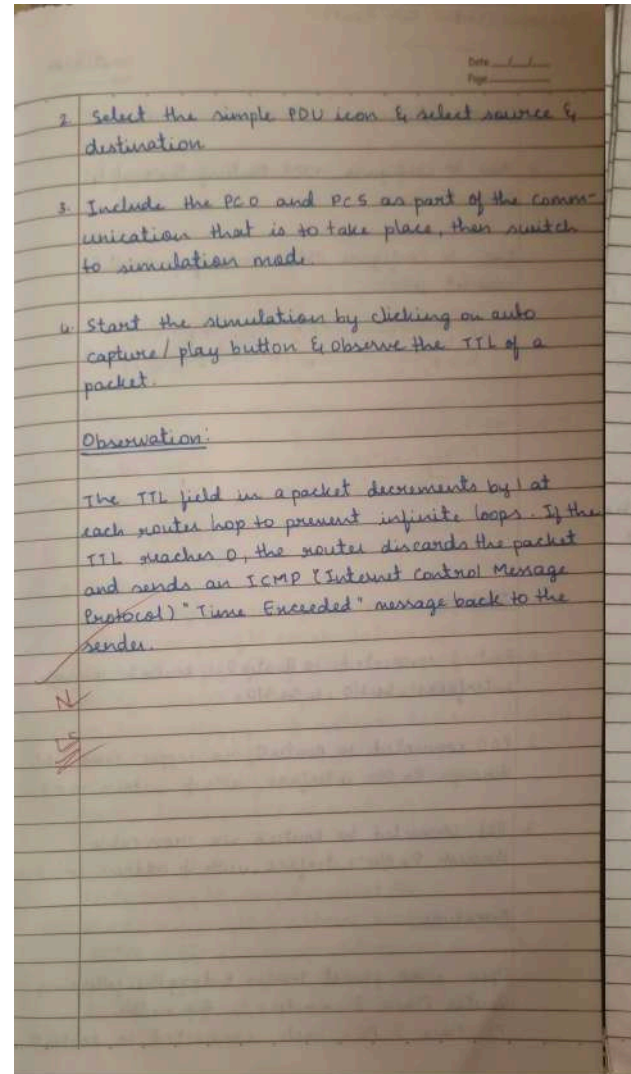 Date __/__/__
Page ______
2. Select the simple PDU icon & select source &
destination
3. Include the PC0 and PC5 as part of the comm-
unication that is to take place, then switch
to simulation mode.
4. Start the simulation by clicking on auto
capture/ play button & observe the TTL of a
packet.
Observation:
The TTL field in a packet decrements by 1 at
each router hop to prevent infinite loops. If the
TTL reaches 0, the router discards the packet
and sends an ICMP (Internet Control Message
Protocol) "Time Exceeded" message back to the
sender.